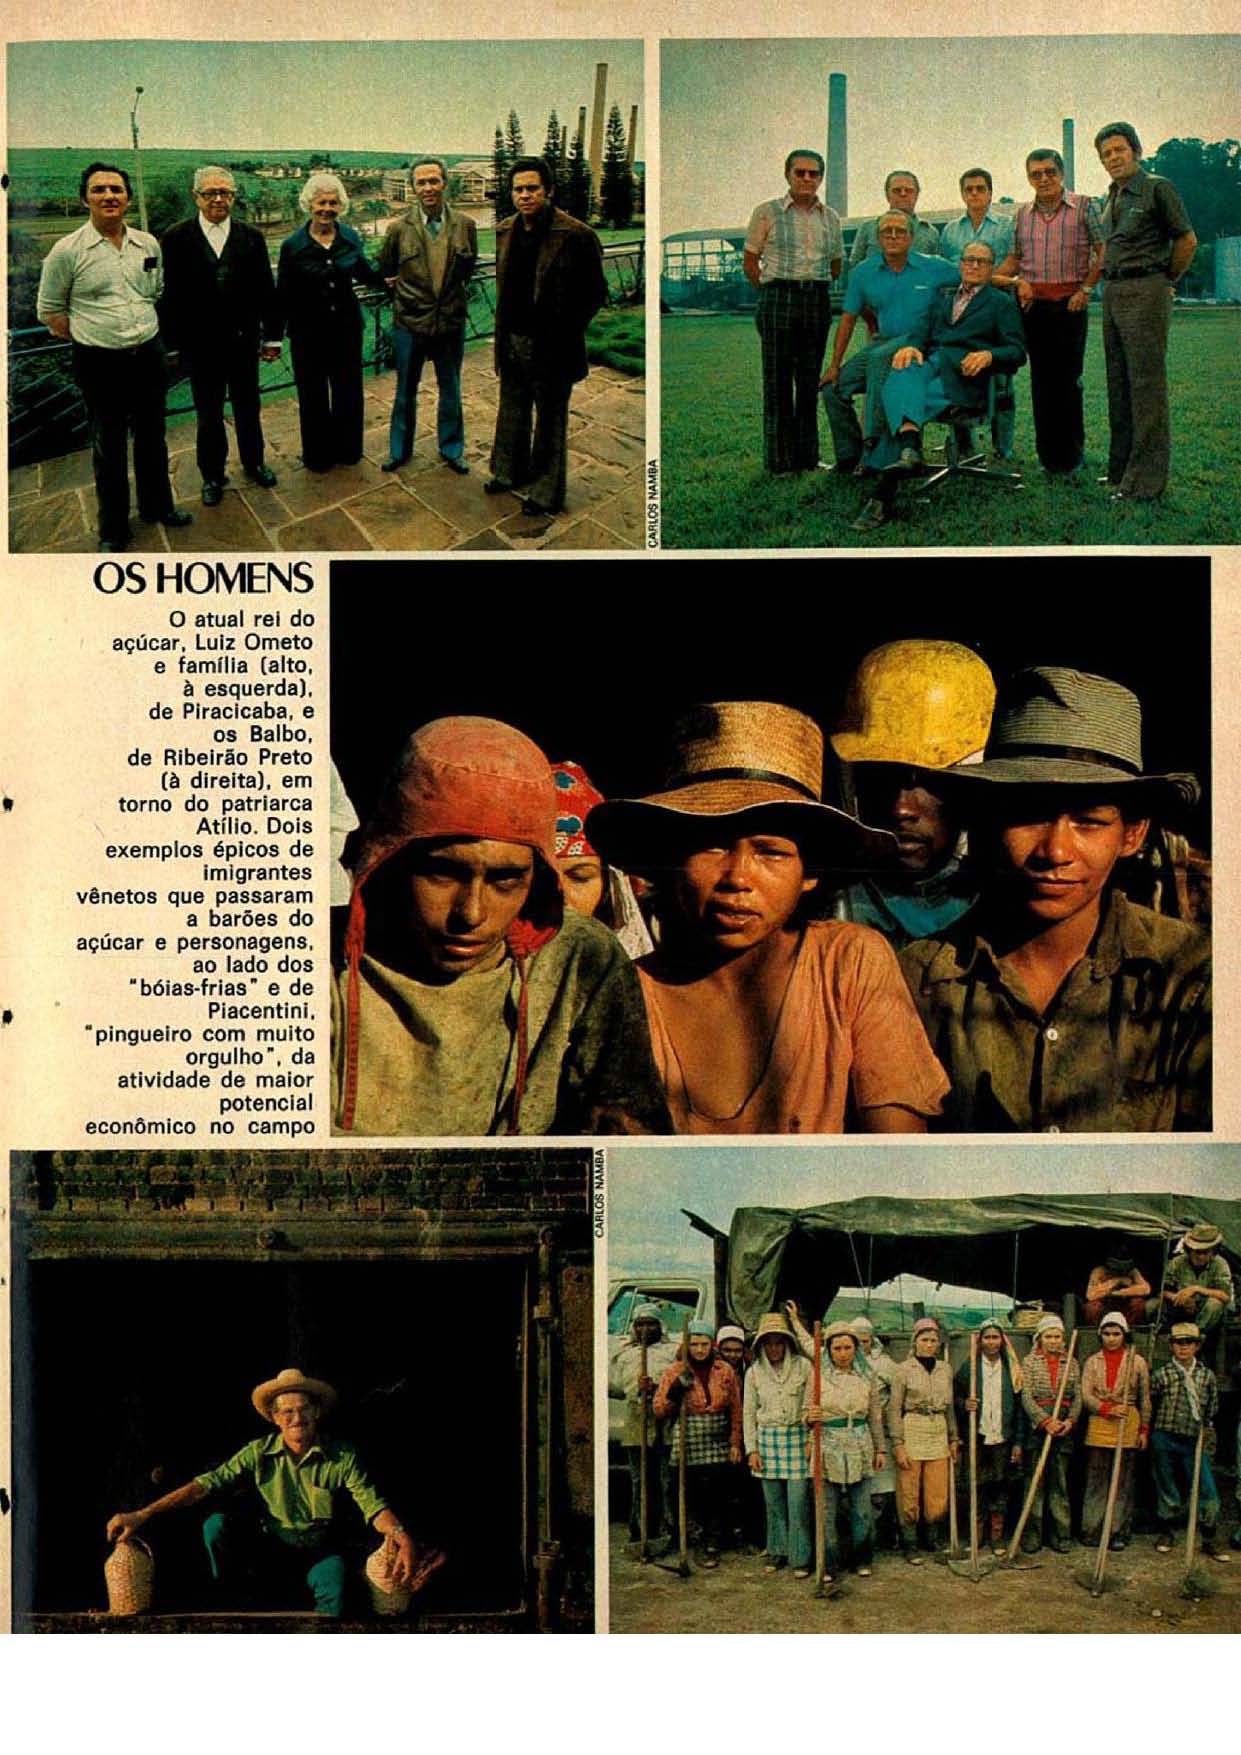 CARLOS NAMBA
OS HOMENS
O atual rei do
açúcar, Luiz Ometo
e família (alto,
à esquerda),
de Piracicaba, e
os Balbo,
de Ribeirão Preto
(à direita), em
torno do patriarca
Atílio. Dois
exemplos épicos de
imigrantes
vênetos que passaram
a barões do
açúcar e personagens,
ao lado dos
"bóias-frias" e de
Piacentini,
"pingueiro com muito
orgulho", da
atividade de maior
potencial
econômico no campo
CARLOS NAMBA